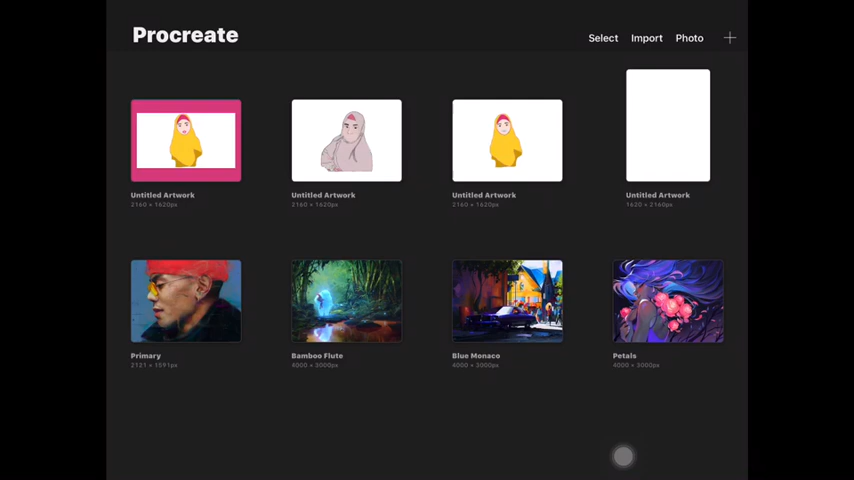 Procreate
Select Import Photo
Untitled Artwork Untitled Artwork Untitled Artwork Untitled Artwork
2160 × 1620px 2160 × 1620px 2160 × 1620px 1620 × 2160px
Primary Bamboo Flute Blue Monaco Petals
2121 × 1591px 4000 × 3000px 4000 × 3000px 4000 × 3000px